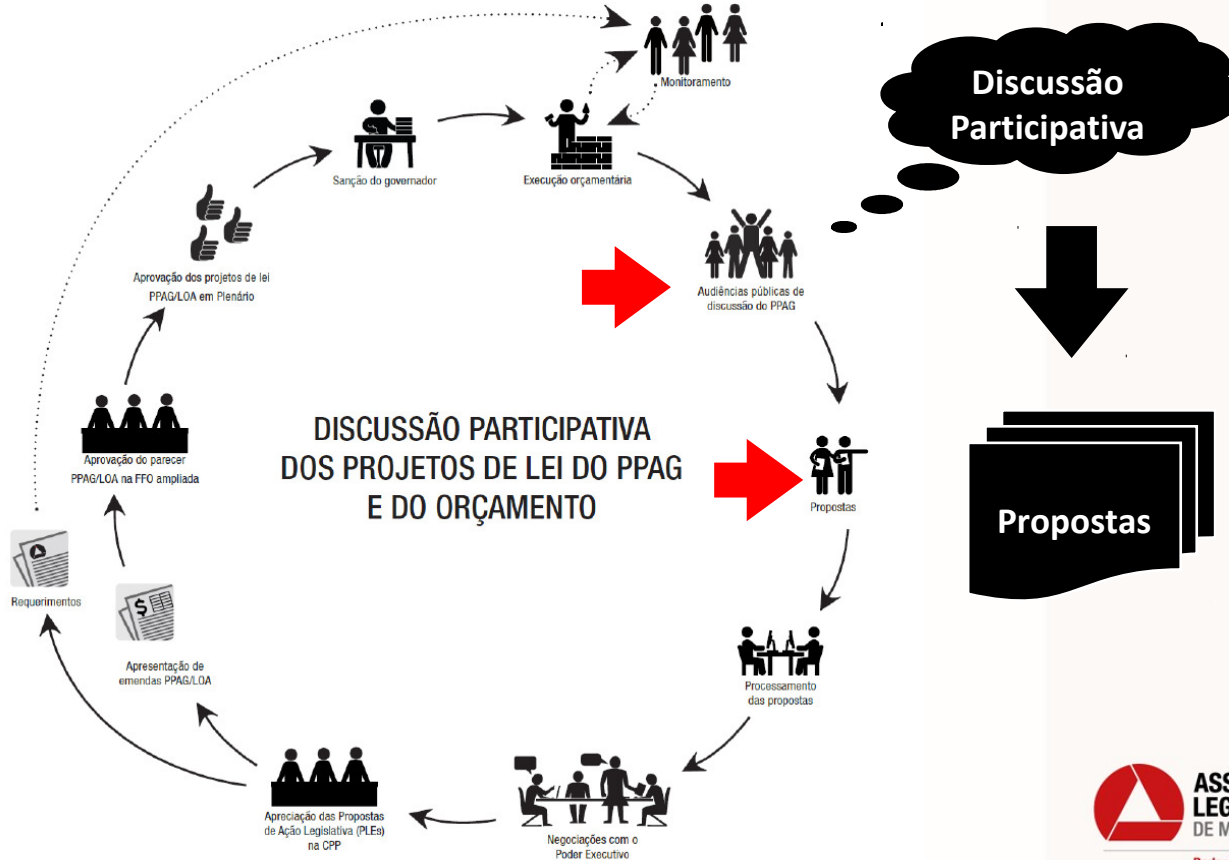 Monitoramento
Sanção do governador
Execução orçamentária
Aprovação dos projetos de lei
PPAG/LOA em Plenário
Audiências públicas de
discussão do PPAG
Discussão
Participativa
DISCUSSÃO PARTICIPATIVA
DOS PROJETOS DE LEI DO PPAG
E DO ORÇAMENTO
Aprovação do parecer
PPAG/LOA na FFO ampliada
Propostas
Propostas
Requerimentos
$
Apresentação de
emendas PPAG/LOA
Processamento
das propostas
Apreciação das Propostas
de Ação Legislativa (PLEs)
na CPP
Negociações com o
Poder Executivo
ASS
LEG
DE M